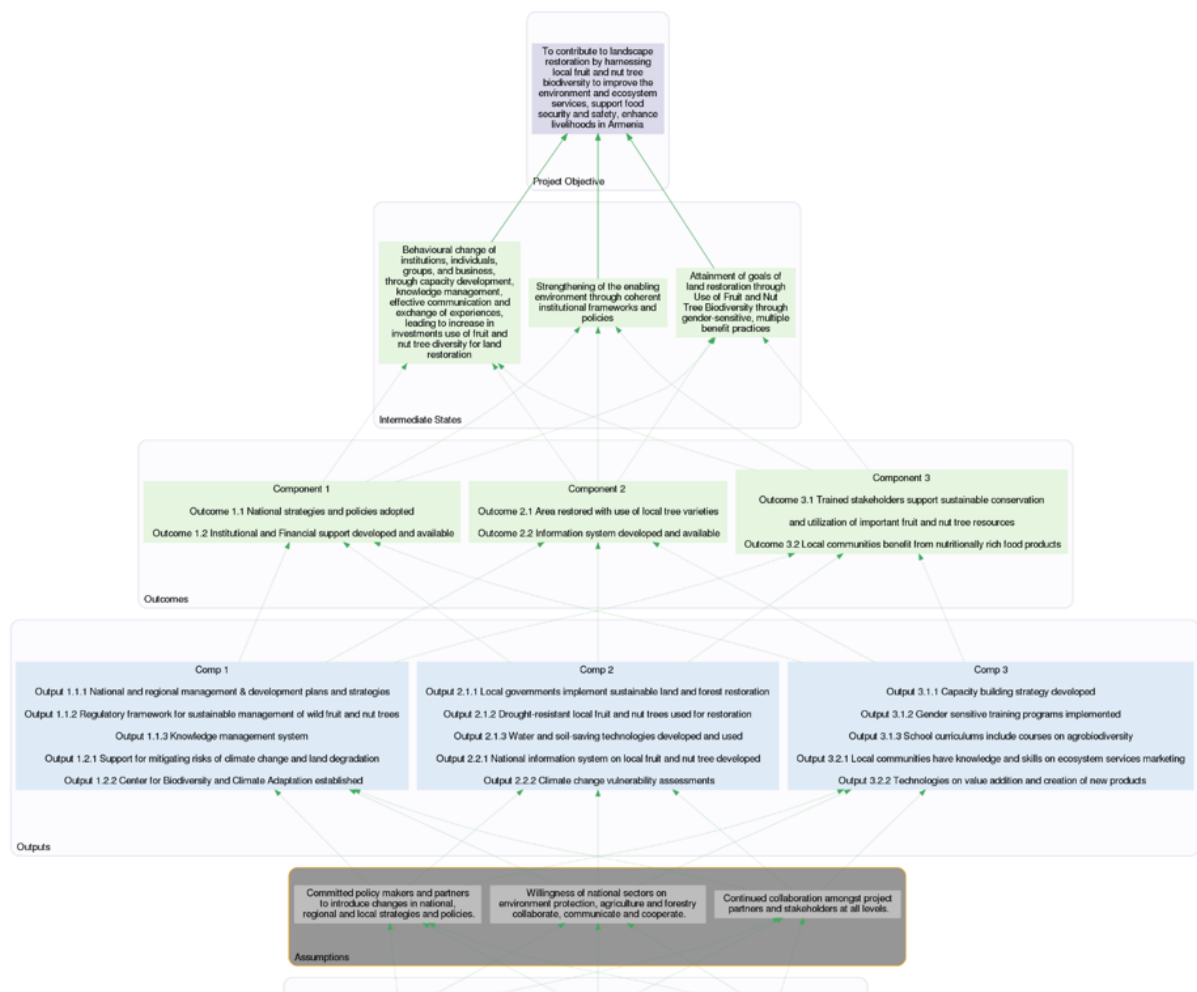 To contribute to landscape
restoration by harnessing
local fruit and nut tree
biodiversity to improve the
environment and ecosystem
services, support food
security and safety, enhance
livelihoods in Armenia
Project Objective
Behavioural change of
institutions, individuals,
groups, and business,
through capacity development,
knowledge management,
effective communication and
exchange of experiences,
leading to increase in
investments use of fruit and
nut tree diversity for land
restoration
Strengthening of the enabling
environment through coherent
institutional frameworks and
policies
Attainment of goals of
land restoration through
Use of Fruit and Nut
Tree Biodiversity through
gender-sensitive, multiple
benefit practices
Intermediate States
Component 1
Outcome 1.1 National strategies and policies adopted
Outcome 1.2 Institutional and Financial support developed and available
Component 2
Outcome 2.1 Area restored with use of local tree varieties
Outcome 2.2 Information system developed and available
Component 3
Outcome 3.1 Trained stakeholders support sustainable conservation
and utilization of important fruit and nut tree resources
Outcome 3.2 Local communities benefit from nutritionally rich food products
Outcomes
Comp 1
Output 1.1.1 National and regional management & development plans and strategies
Output 1.1.2 Regulatory framework for sustainable management of wild fruit and nut trees
Output 1.1.3 Knowledge management system
Output 1.2.1 Support for mitigating risks of climate change and land degradation
Output 1.2.2 Center for Biodiversity and Climate Adaptation established
Comp 2
Output 2.1.1 Local governments implement sustainable land and forest restoration
Output 2.1.2 Drought-resistant local fruit and nut trees used for restoration
Output 2.1.3 Water and soil-saving technologies developed and used
Output 2.2.1 National information system on local fruit and nut tree developed
Output 2.2.2 Climate change vulnerability assessments
Comp 3
Output 3.1.1 Capacity building strategy developed
Output 3.1.2 Gender sensitive training programs implemented
Output 3.1.3 School curriculums include courses on agrobiodiversity
Output 3.2.1 Local communities have knowledge and skills on ecosystem services marketing
Output 3.2.2 Technologies on value addition and creation of new products
Outputs
Committed policy makers and partners
to introduce changes in national,
regional and local strategies and policies.
Willingness of national sectors on
environment protection, agriculture and forestry
collaborate, communicate and cooperate.
Continued collaboration amongst project
partners and stakeholders at all levels.
Assumptions